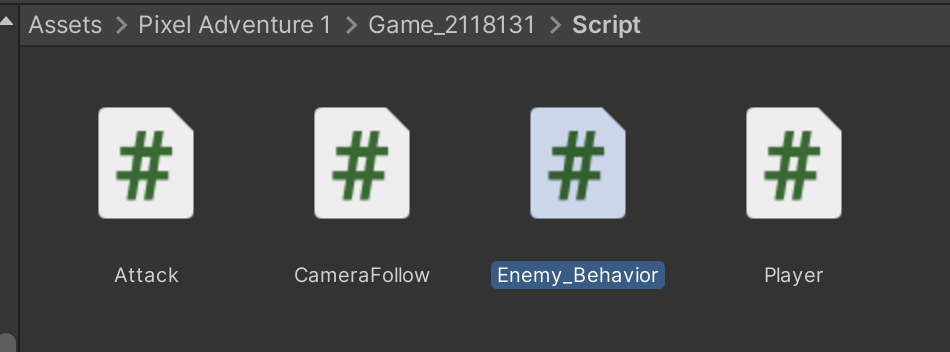 Assets > Pixel Adventure 1 > Game_2118131 > Script
# # # #
Attack CameraFollow Enemy_Behavior Player